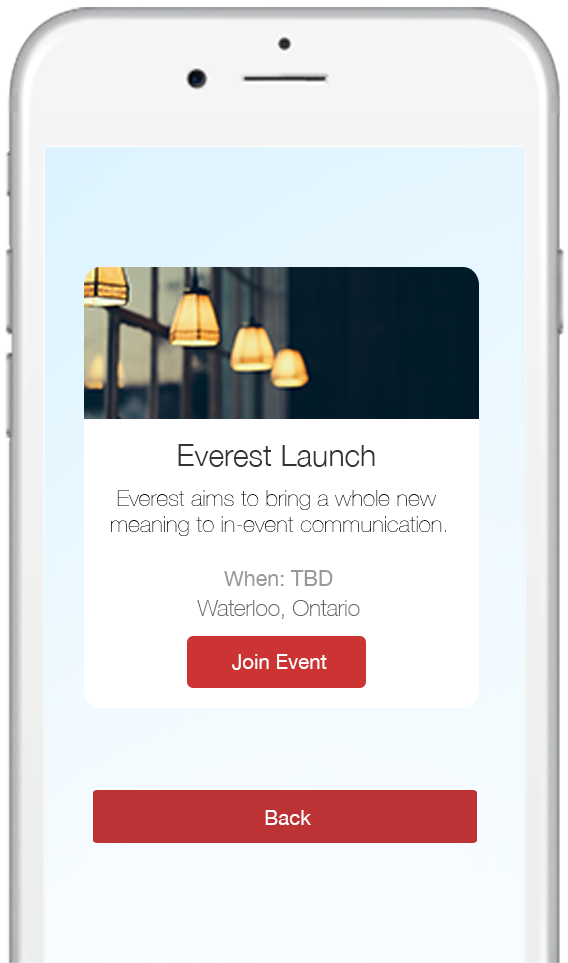 Everest Launch
Everest aims to bring a whole new
meaning to in-event communication.
When: TBD
Waterloo, Ontario
Join Event
Back